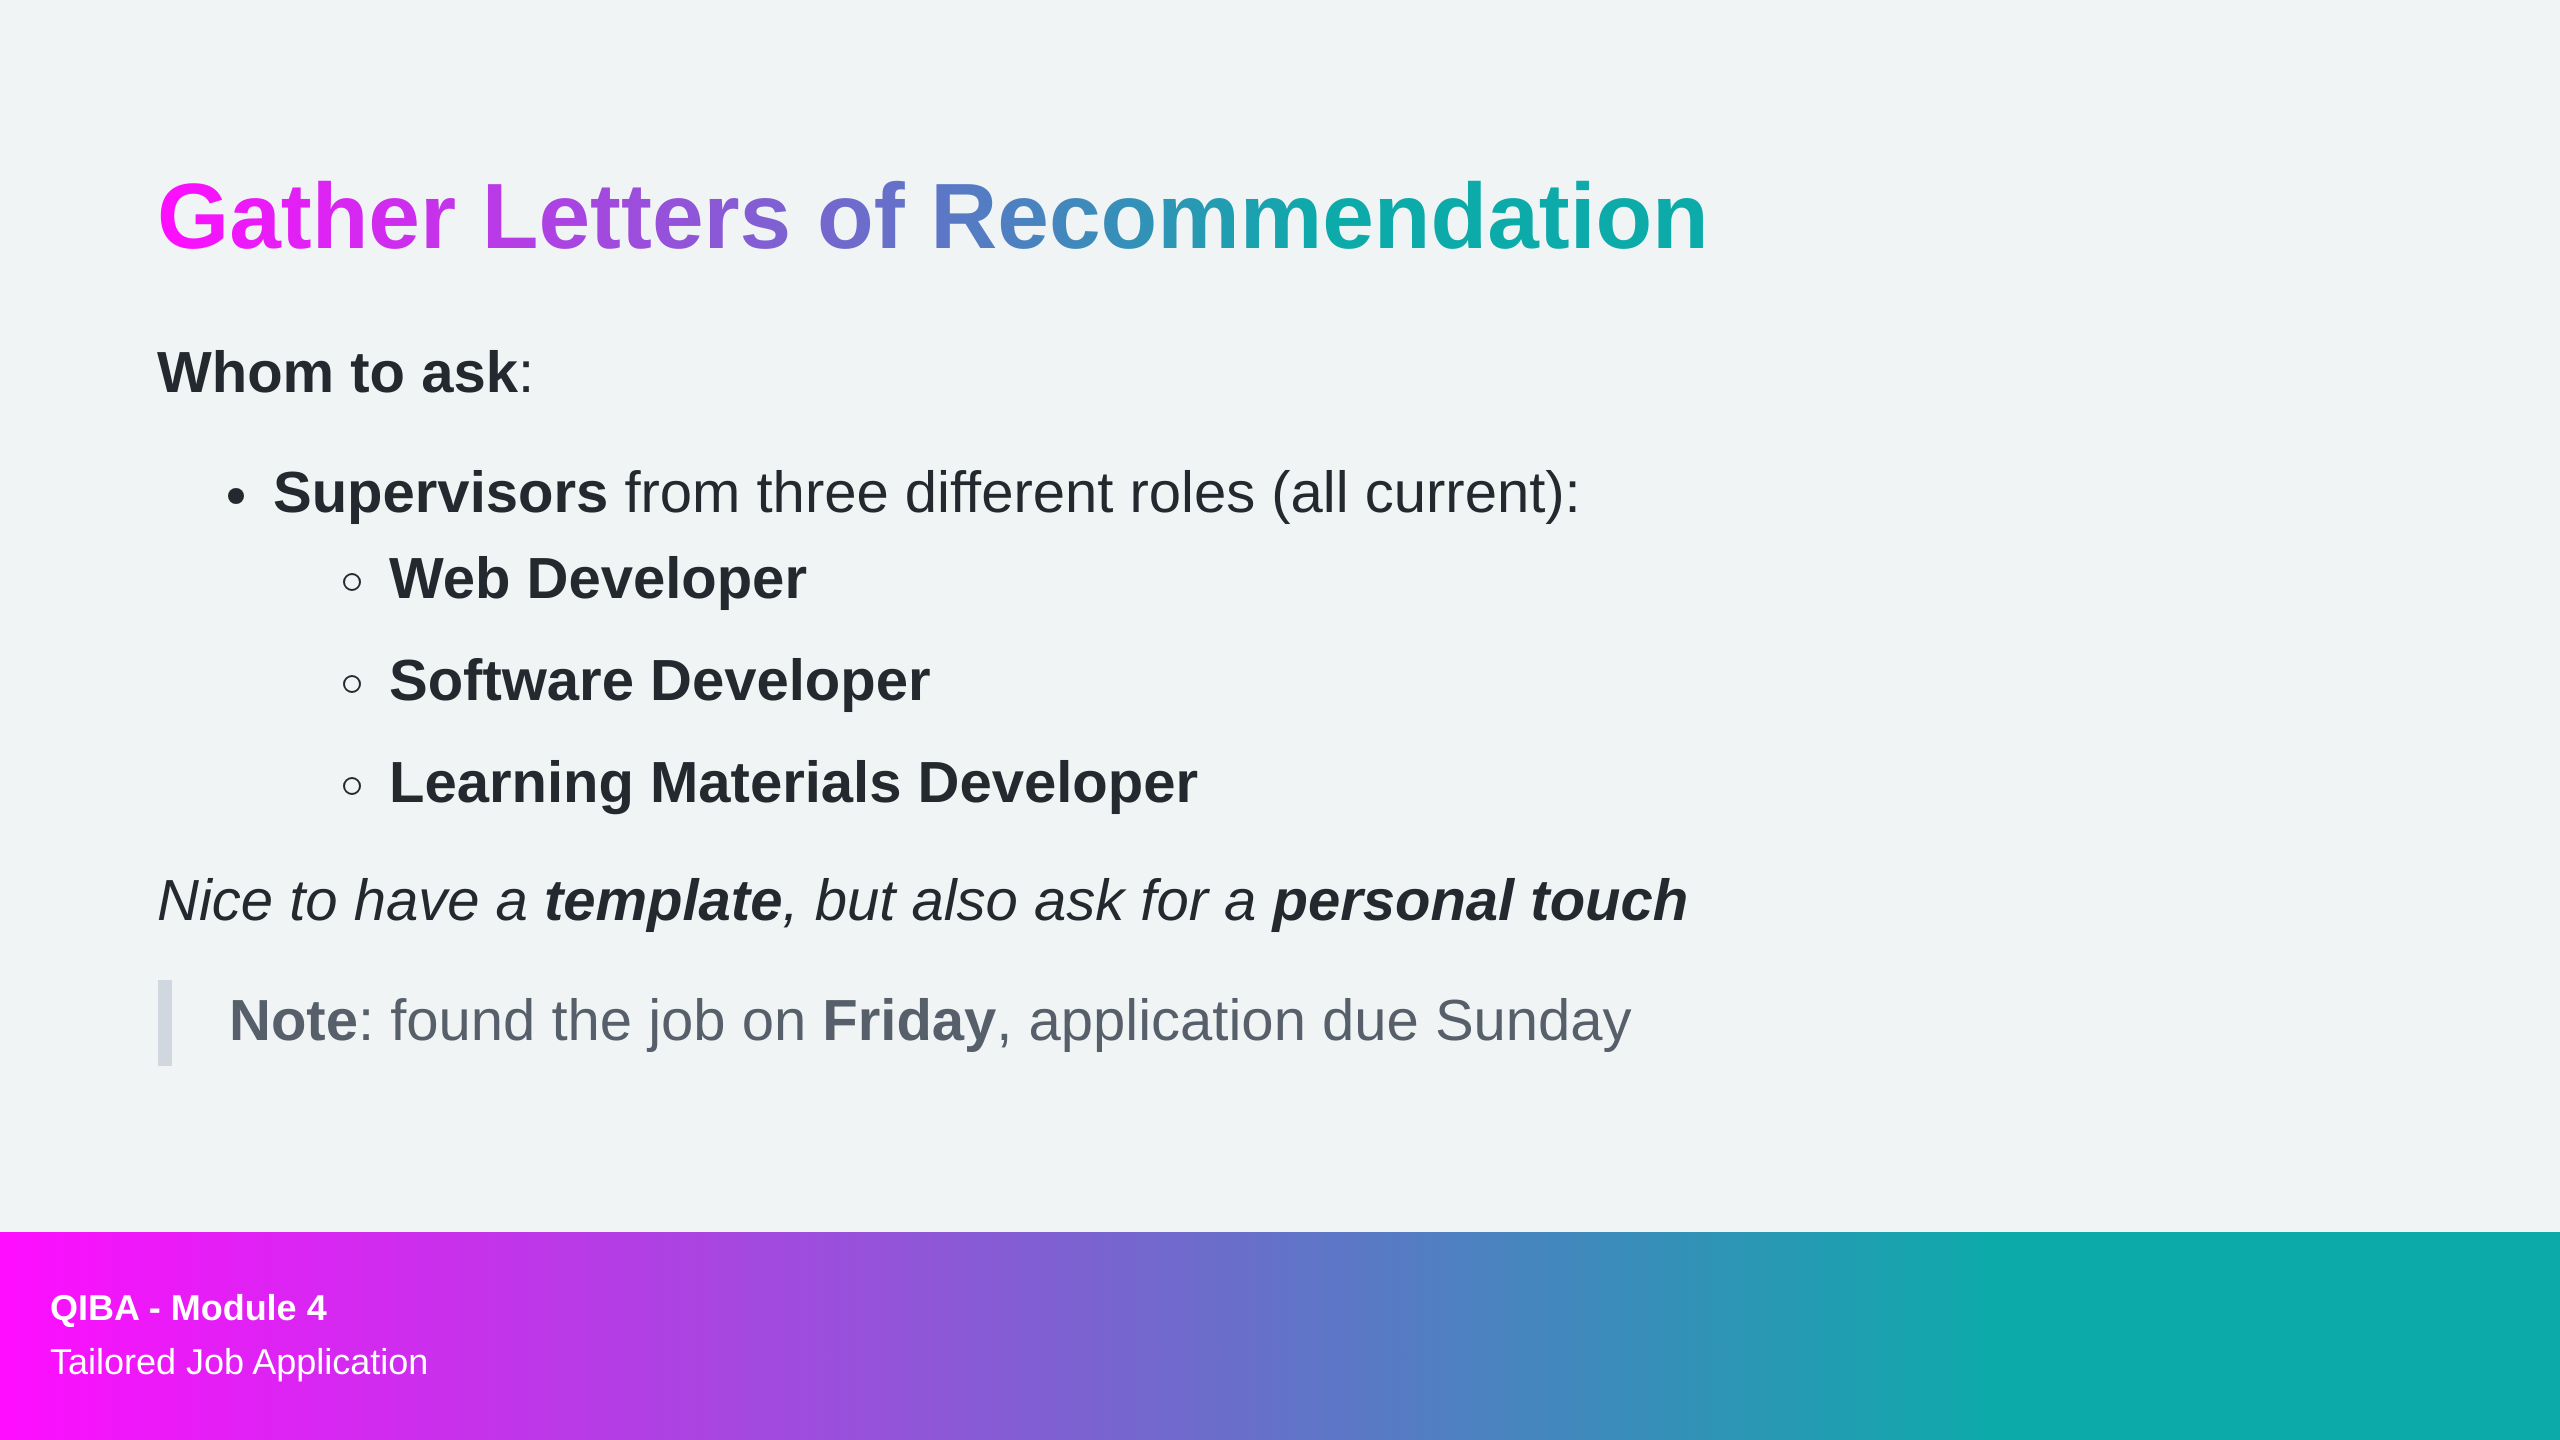 Gather Letters of Recommendation
Whom to ask:
• Supervisors from three different roles (all current):
◦ Web Developer
◦ Software Developer
◦ Learning Materials Developer
Nice to have a template, but also ask for a personal touch
Note: found the job on Friday, application due Sunday
QIBA - Module 4
Tailored Job Application